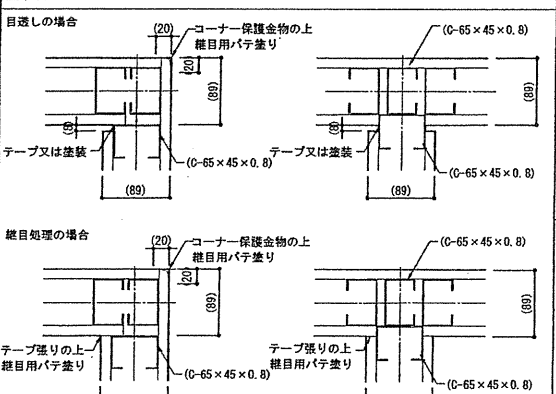 目透しの場合
(20)
コーナー保護金物の上
継目用パテ塗り
(20)
(89)
(8)
テープ又は塗装
(C-65×45×0.8)
(89)
(C-65×45×0.8)
(89)
(8)
テープ又は塗装
(C-65×45×0.8)
(89)
継目処理の場合
(20)
コーナー保護金物の上
継目用パテ塗り
(20)
(89)
テープ張りの上
継目用パテ塗り
(C-65×45×0.8)
(C-65×45×0.8)
(89)
テープ張りの上
継目用パテ塗り
(C-65×45×0.8)